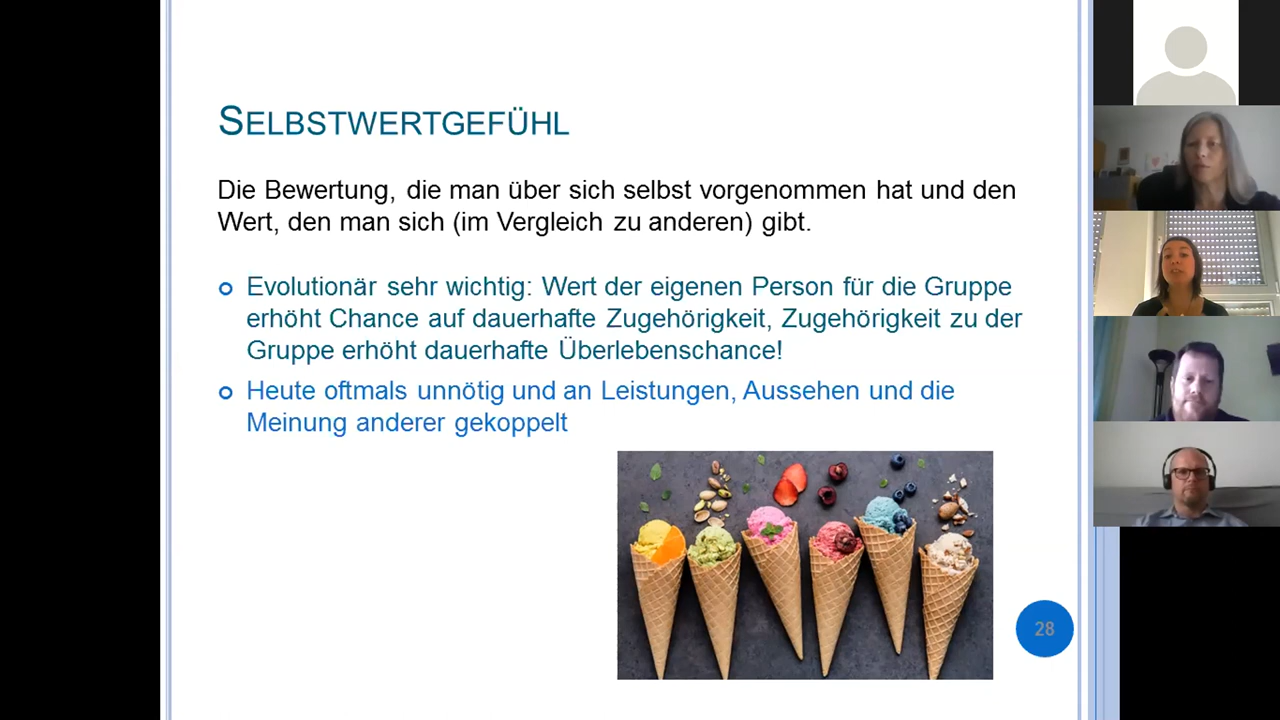 SELBSTWERTGEFÜHL
Die Bewertung, die man über sich selbst vorgenommen hat und den
Wert, den man sich (im Vergleich zu anderen) gibt.
Evolutionär sehr wichtig: Wert der eigenen Person für die Gruppe
erhöht Chance auf dauerhafte Zugehörigkeit, Zugehörigkeit zu der
Gruppe erhöht dauerhafte Überlebenschance!
Heute oftmals unnötig und an Leistungen, Aussehen und die
Meinung anderer gekoppelt
28